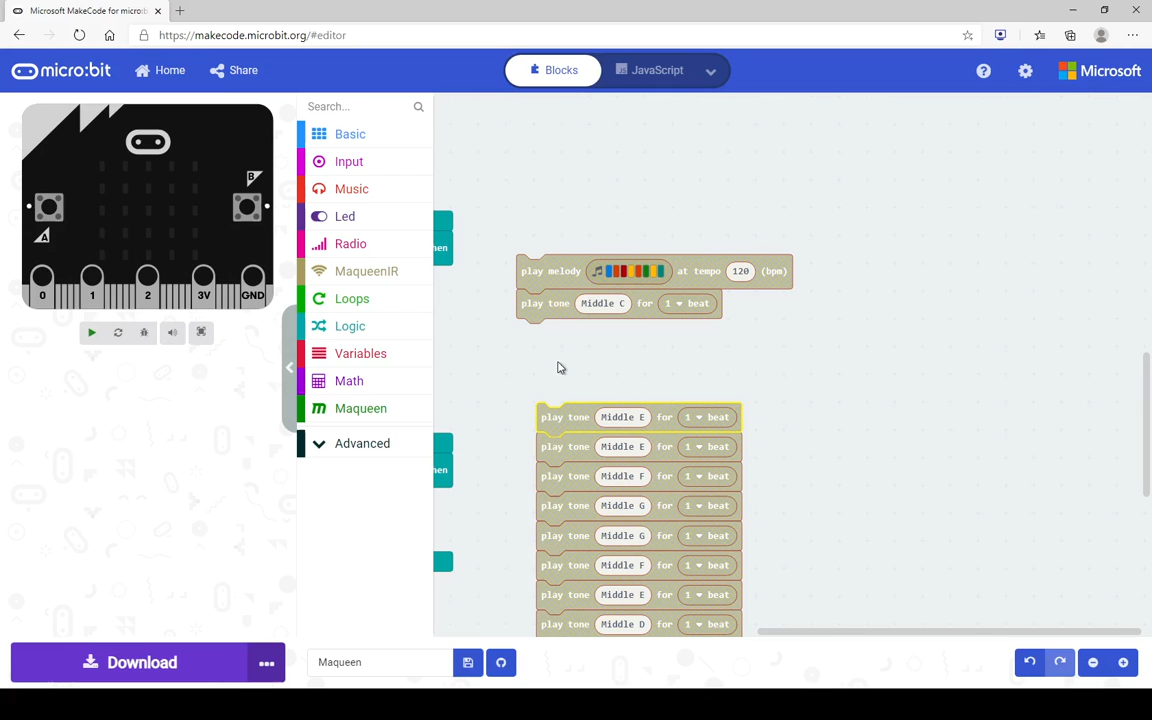 Microsoft MakeCode for micro:b
https://makecode.microbit.org/#editor
micro:bit
Home
Share
Blocks
JavaScript
Microsoft
Search...
Basic
Input
Music
Led
Radio
MaqueenIR
Loops
Logic
Variables
Math
Maqueen
Advanced
B
A
0 1 2 3V GND
hen
hen
play melody at tempo 120 (bpm)
play tone Middle C for 1 beat
play tone Middle E for 1 beat
play tone Middle E for 1 beat
play tone Middle F for 1 beat
play tone Middle G for 1 beat
play tone Middle G for 1 beat
play tone Middle F for 1 beat
play tone Middle E for 1 beat
play tone Middle D for 1 beat
Download
Maqueen